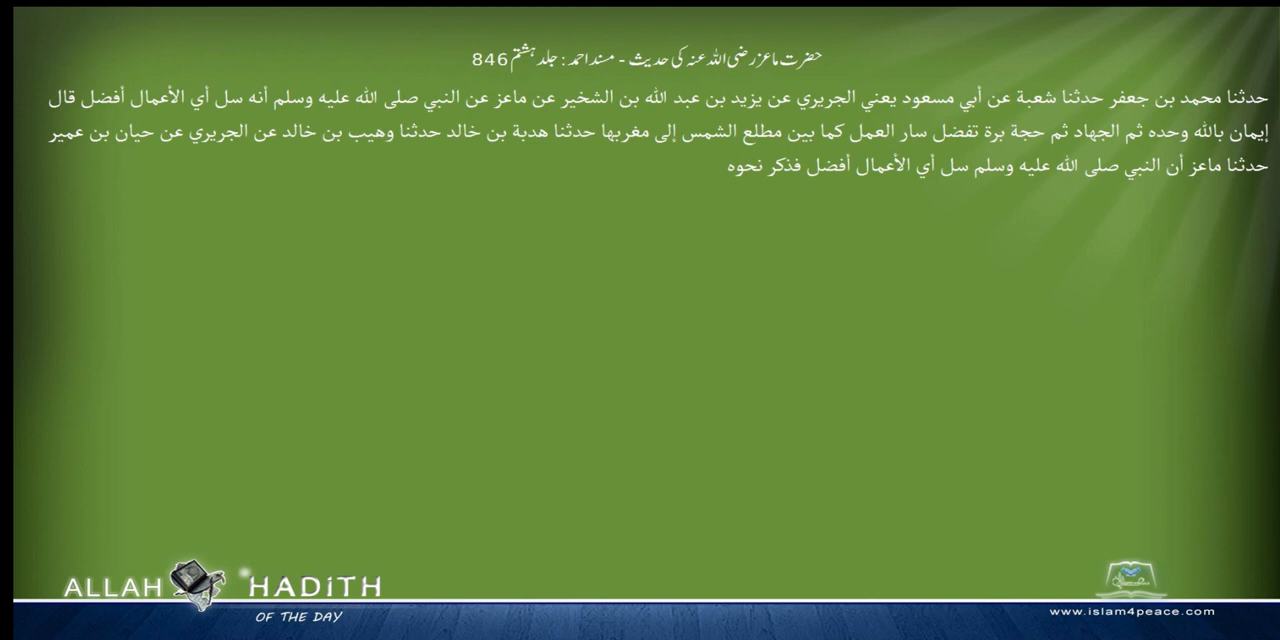 حضرت ماعز رضی اللہ عنہ کی حدیث - مسند احمد : جلد ہشتم 846
حدثنا محمد بن جعفر حدثنا شعبة عن أبي مسعود يعني الجريري عن يزيد بن عبد الله بن الشخير عن ماعز عن النبي صلى الله عليه وسلم أنه سل أي الأعمال أفضل قال
إيمان بالله وحده ثم الجهاد ثم حجة برة تفضل سار العمل كما بين مطلع الشمس إلى مغربها حدثنا هدبة بن خالد حدثنا وهيب بن خالد عن الجريري عن حيان بن عمير
حدثنا ماعز أن النبي صلى الله عليه وسلم سل أي الأعمال أفضل فذكر نحوه
ALLAH HADITH
OF THE DAY
www.islam4peace.com